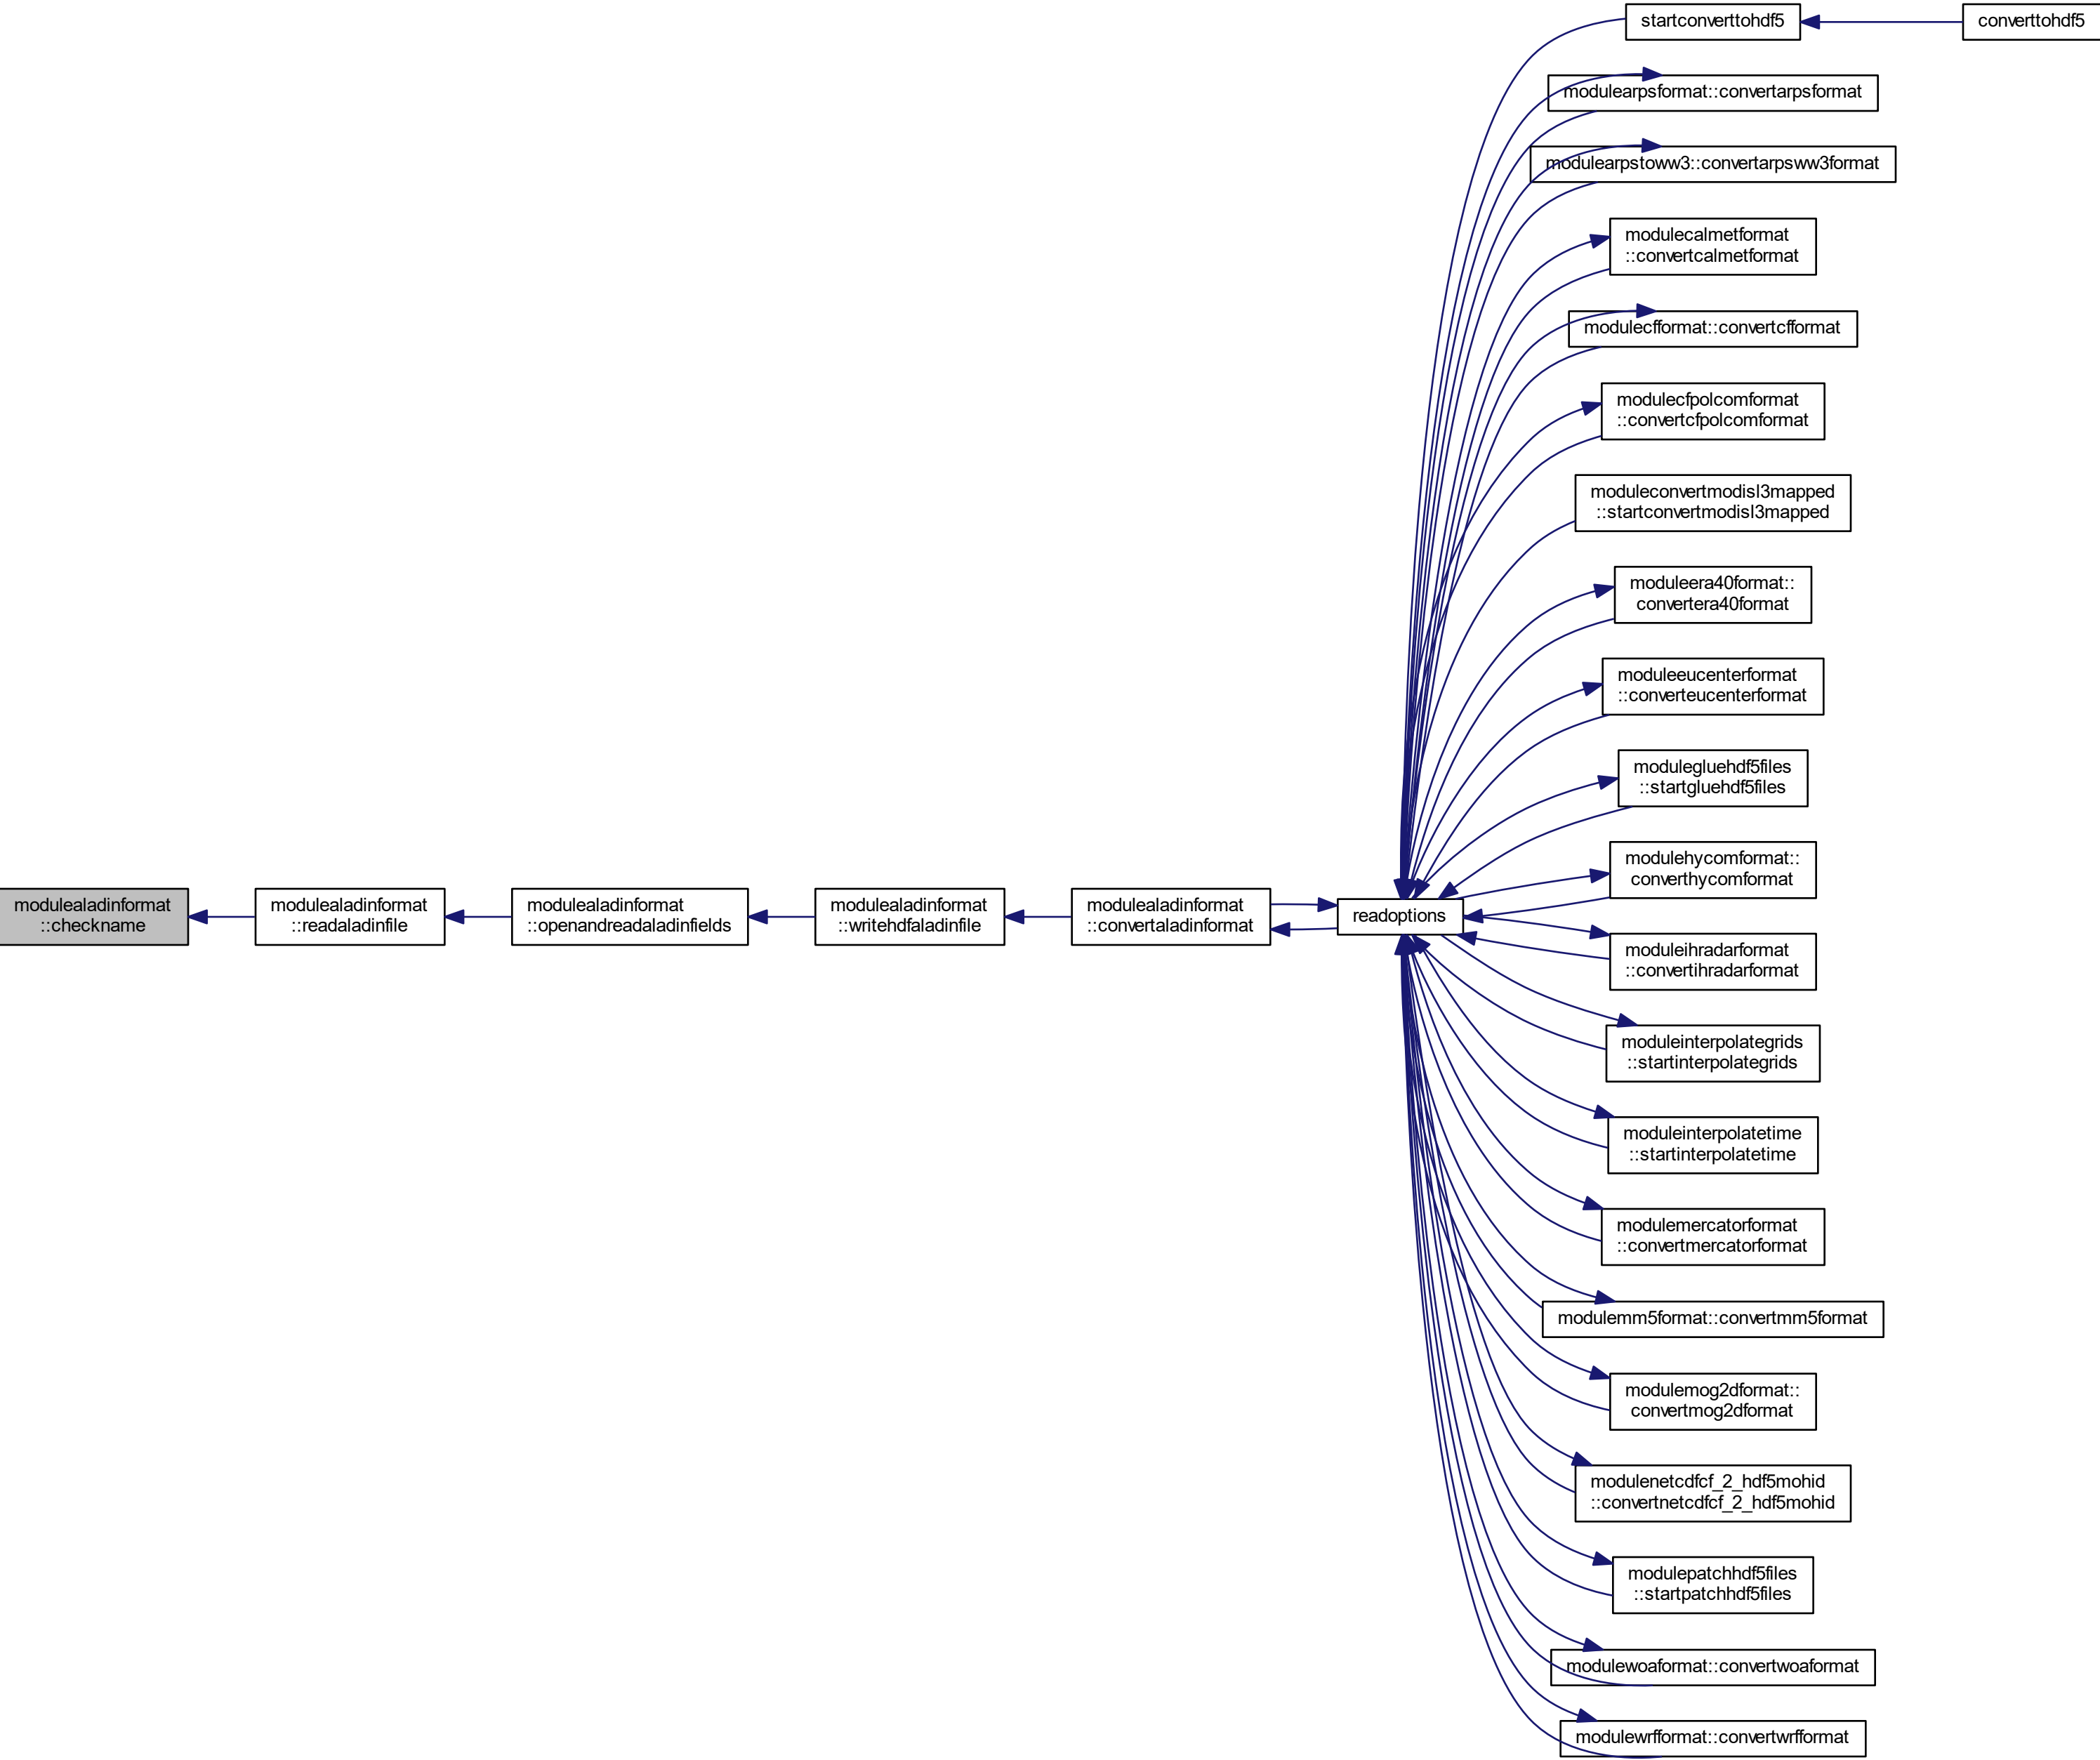 modulealadinformat
::checkname
modulealadinformat
::readaladinfile
modulealadinformat
::openandreadaladinfields
modulealadinformat
::writehdfaladinfile
modulealadinformat
::convertaladinformat
readoptions
startconverttohdf5
converttohdf5
modulearpsformat::convertarpsformat
modulearpstoww3::convertarpsww3format
modulecalmetformat
::convertcalmetformat
modulecfformat::convertcfformat
modulecfpolcomformat
::convertcfpolcomformat
moduleconvertmodisl3mapped
::startconvertmodisl3mapped
moduleera40format::
convertera40format
moduleeucenterformat
::converteucenterformat
modulegluehdf5files
::startgluehdf5files
modulehycomformat::
converthycomformat
moduleihradarformat
::convertihradarformat
moduleinterpolategrids
::startinterpolategrids
moduleinterpolatetime
::startinterpolatetime
modulemercatorformat
::convertmercatorformat
modulemm5format::convertmm5format
modulemog2dformat::
convertmog2dformat
modulenetcdfcf_2_hdf5mohid
::convertnetcdfcf_2_hdf5mohid
modulepatchhdf5files
::startpatchhdf5files
modulewoaformat::convertwoaformat
modulewrfformat::convertwrfformat